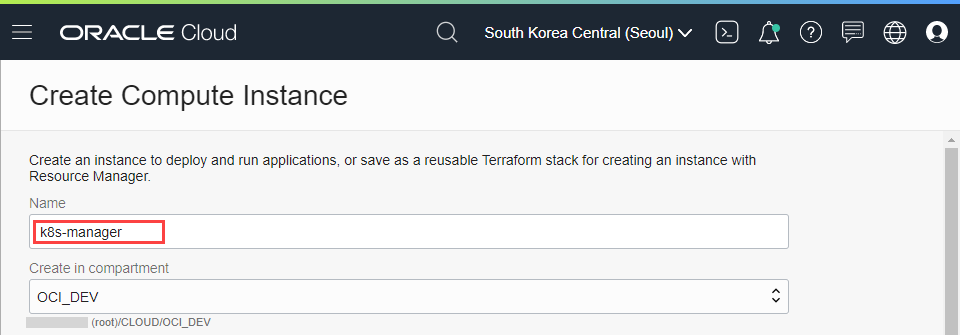 ORACLE Cloud
South Korea Central (Seoul)
Create Compute Instance
Create an instance to deploy and run applications, or save as a reusable Terraform stack for creating an instance with
Resource Manager.
Name
k8s-manager
Create in compartment
OCI_DEV
(root)/CLOUD/OCI_DEV